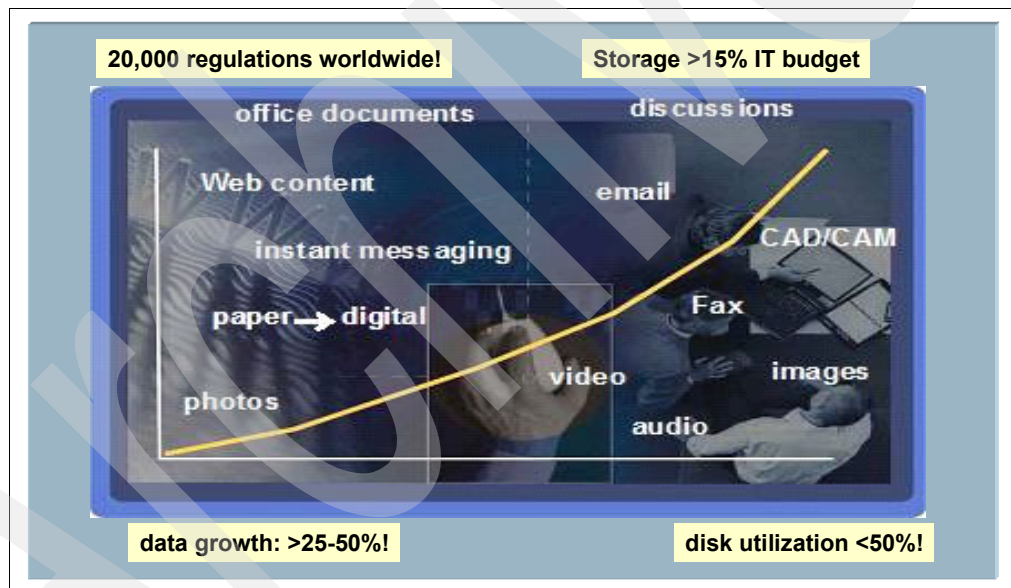 20,000 regulations worldwide!
Storage >15% IT budget
office documents
discussions
Web content
email
instant messaging
CAD/CAM
paper → digital
Fax
video
images
photos
audio
data growth: >25-50%!
disk utilization <50%!